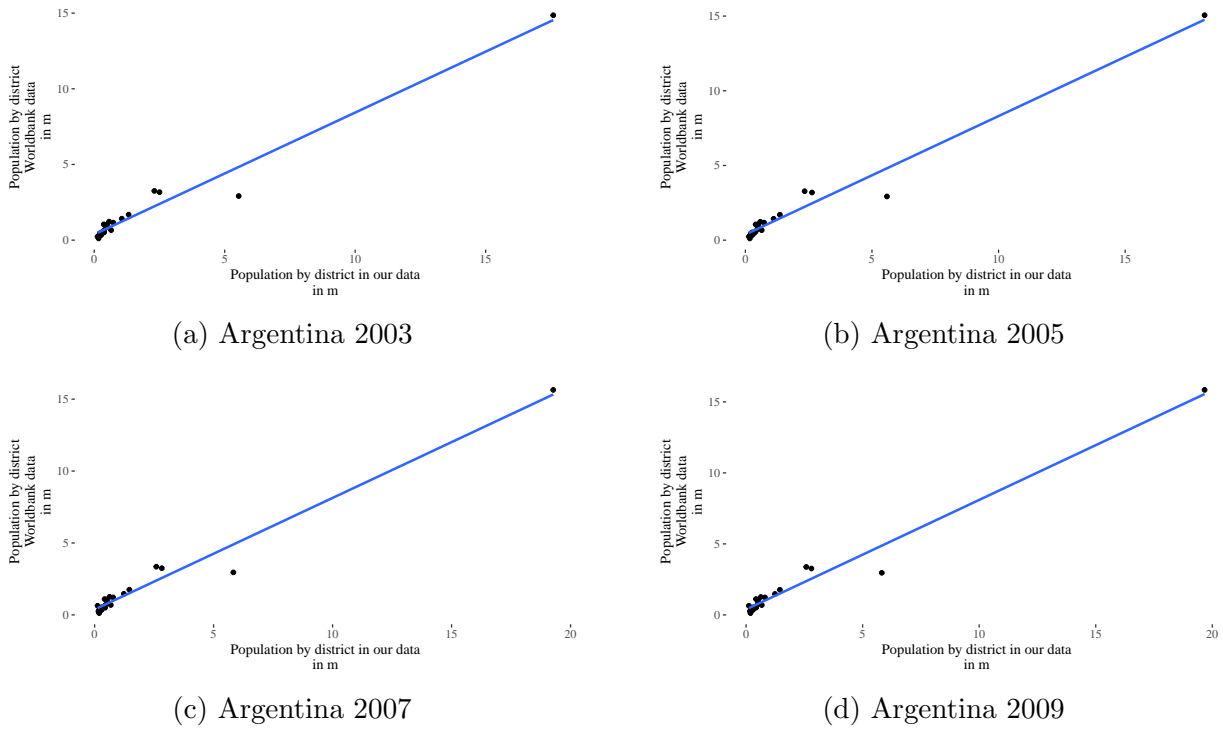 15
10
5
0
Population by district
Worldbank data
in m
0 5 10 15
Population by district in our data
in m
(a) Argentina 2003
15
10
5
0
Population by district
Worldbank data
in m
0 5 10 15
Population by district in our data
in m
(b) Argentina 2005
15
10
5
0
Population by district
Worldbank data
in m
0 5 10 15 20
Population by district in our data
in m
(c) Argentina 2007
15
10
5
0
Population by district
Worldbank data
in m
0 5 10 15 20
Population by district in our data
in m
(d) Argentina 2009